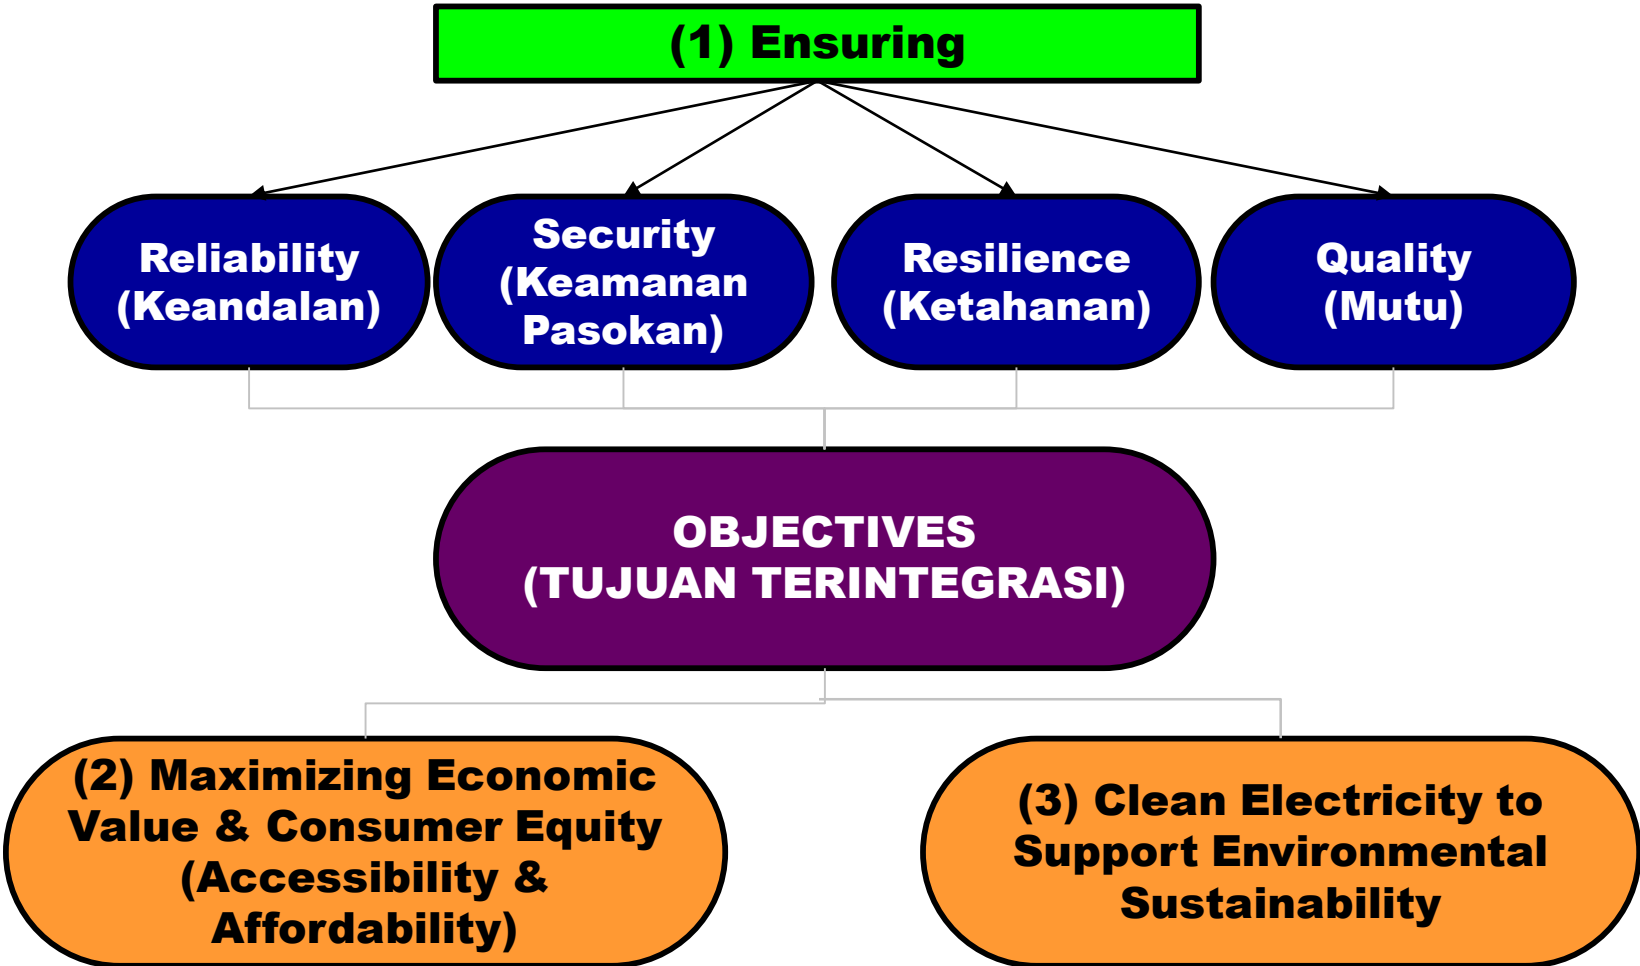 (1) Ensuring
Reliability
(Keandalan)
Security
(Keamanan
Pasokan)
Resilience
(Ketahanan)
Quality
(Mutu)
OBJECTIVES
(TUJUAN TERINTEGRASI)
(2) Maximizing Economic
Value & Consumer Equity
(Accessibility &
Affordability)
(3) Clean Electricity to
Support Environmental
Sustainability